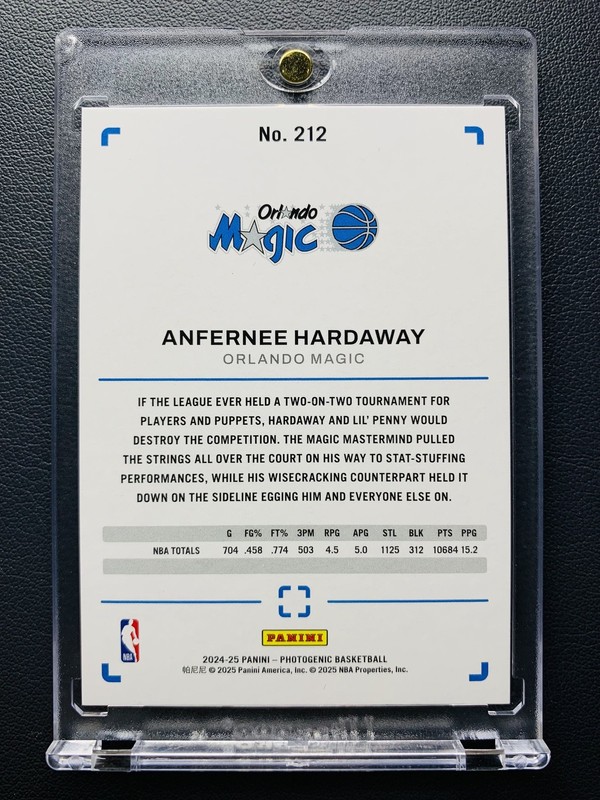 No. 212
Orlando
Magic
ANFERNEE HARDAWAY
ORLANDO MAGIC
IF THE LEAGUE EVER HELD A TWO-ON-TWO TOURNAMENT FOR
PLAYERS AND PUPPETS, HARDAWAY AND LIL' PENNY WOULD
DESTROY THE COMPETITION. THE MAGIC MASTERMIND PULLED
THE STRINGS ALL OVER THE COURT ON HIS WAY TO STAT-STUFFING
PERFORMANCES, WHILE HIS WISECRACKING COUNTERPART HELD IT
DOWN ON THE SIDELINE EGGING HIM AND EVERYONE ELSE ON.
G FG% FT% 3PM RPG APG STL BLK PTS PPG
NBA TOTALS 704 .458 .774 503 4.5 5.0 1125 312 10684 15.2
NBA
PANINI
2024-25 PANINI – PHOTOGENIC BASKETBALL
帕尼尼 © 2025 Panini America, Inc. © 2025 NBA Properties, Inc.